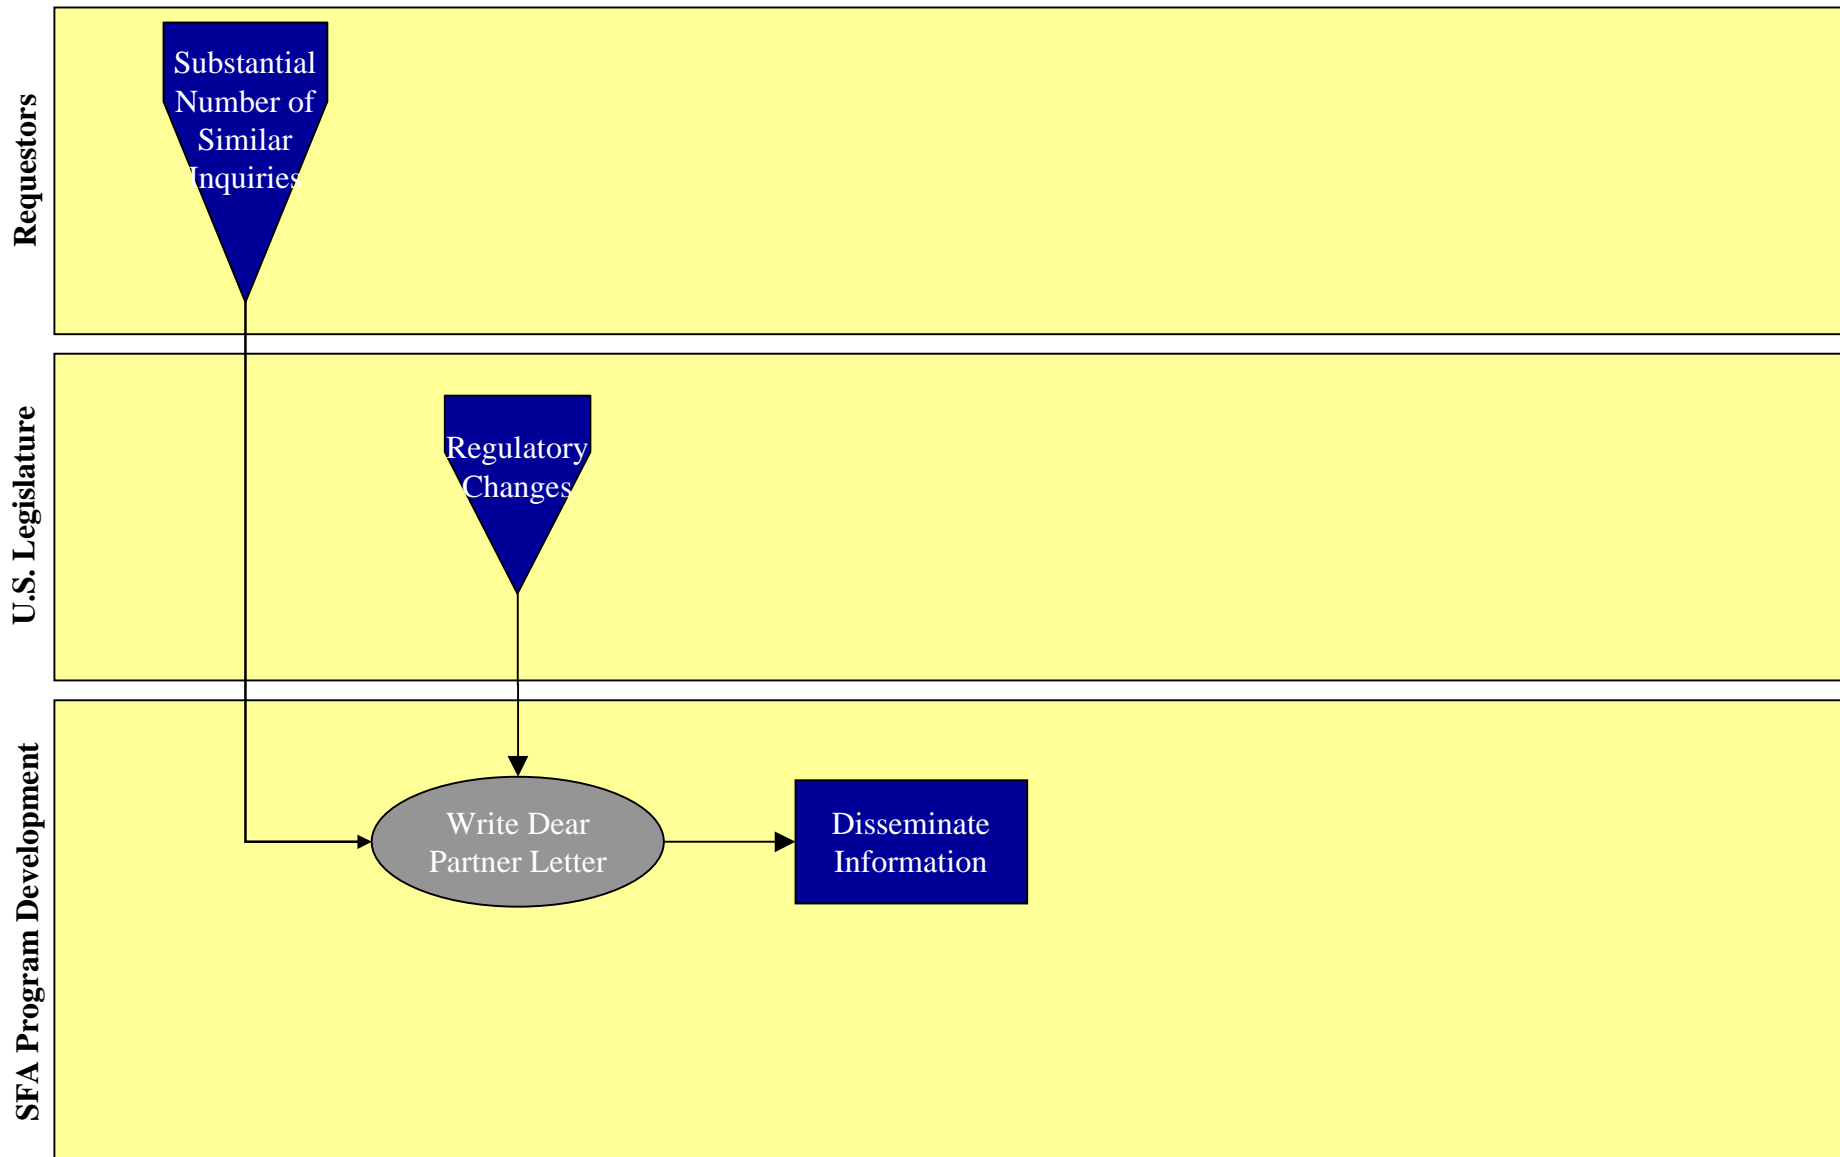 Requestors
Substantial
Number of
Similar
Inquiries
U.S. Legislature
Regulatory
Changes
SFA Program Development
Write Dear
Partner Letter
Disseminate
Information